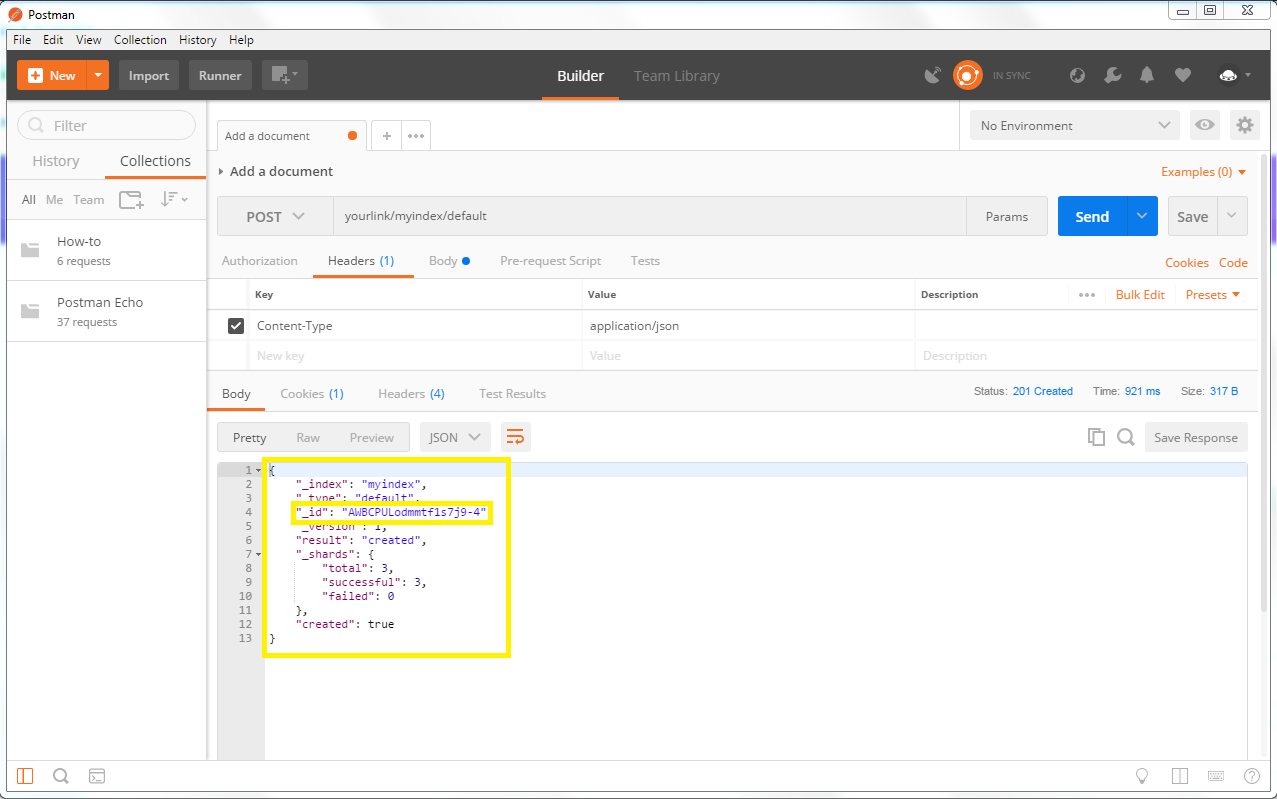 Postman
File Edit View Collection History Help
New Import Runner Builder Team Library IN SYNC
Filter
History Collections
All Me Team
How-to
6 requests
Postman Echo
37 requests
Add a document + ••• No Environment
Add a document Examples (0)
POST yourlink/myindex/default Params Send Save
Authorization Headers (1) Body Pre-request Script Tests Cookies Code
Key Value Description ••• Bulk Edit Presets
Content-Type application/json
New key Value Description
Body Cookies (1) Headers (4) Test Results Status: 201 Created Time: 921 ms Size: 317 B
Pretty Raw Preview JSON Save Response
1 {
2 "_index": "myindex",
3 "_type": "default",
4 "_id": "AWBCPULodmmtf1s7j9-4"
5 "_version": 1,
6 "result": "created",
7 "_shards": {
8 "total": 3,
9 "successful": 3,
10 "failed": 0
11 },
12 "created": true
13 }